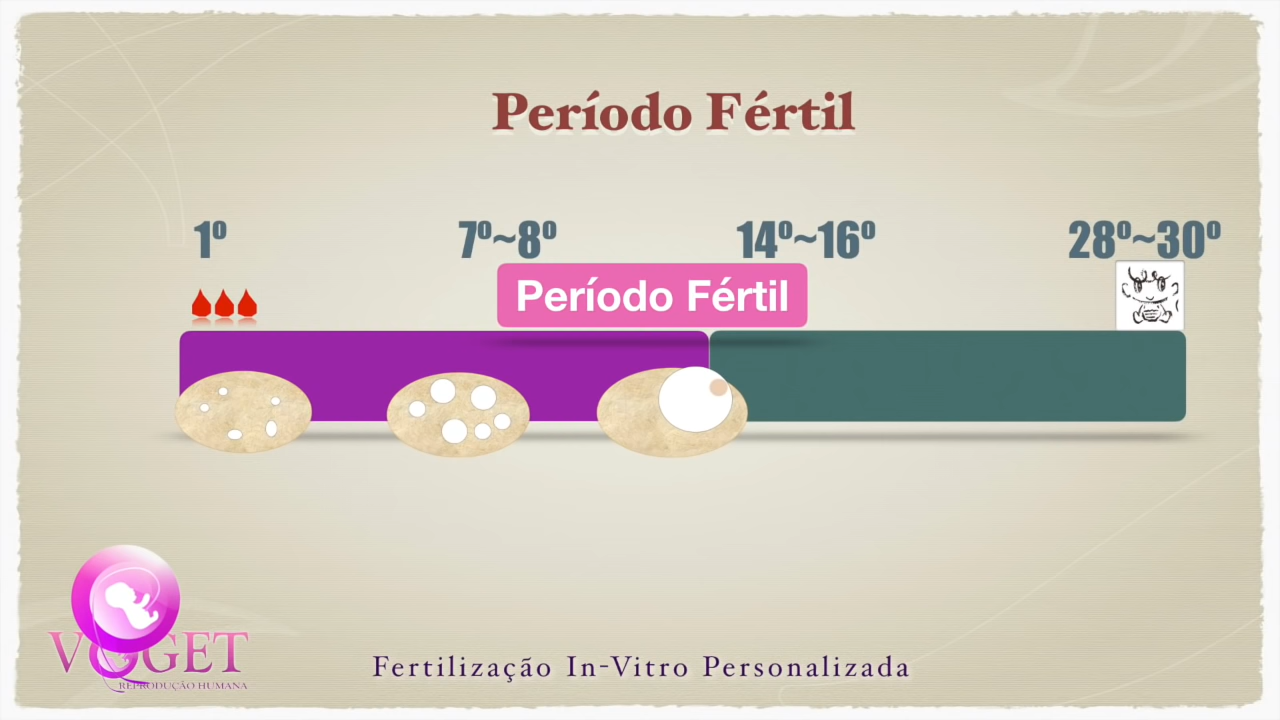 Período Fértil
1º
7º~8º
14º~16º
28º~30º
Período Fértil
VOGET
REPRODUÇÃO HUMANA
Fertilização In-Vitro Personalizada